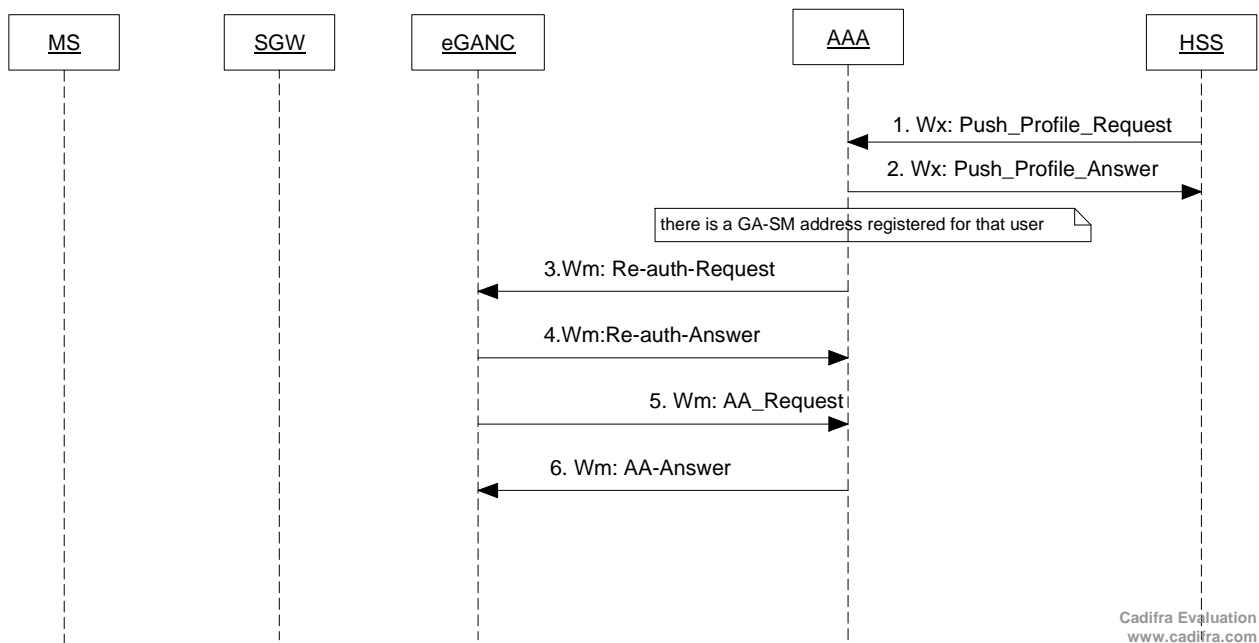 MS
SGW
eGANC
AAA
HSS
1. Wx: Push_Profile_Request
2. Wx: Push_Profile_Answer
there is a GA-SM address registered for that user
3.Wm: Re-auth-Request
4.Wm:Re-auth-Answer
5. Wm: AA_Request
6. Wm: AA-Answer
Cadifra Evaluation
www.cadifra.com